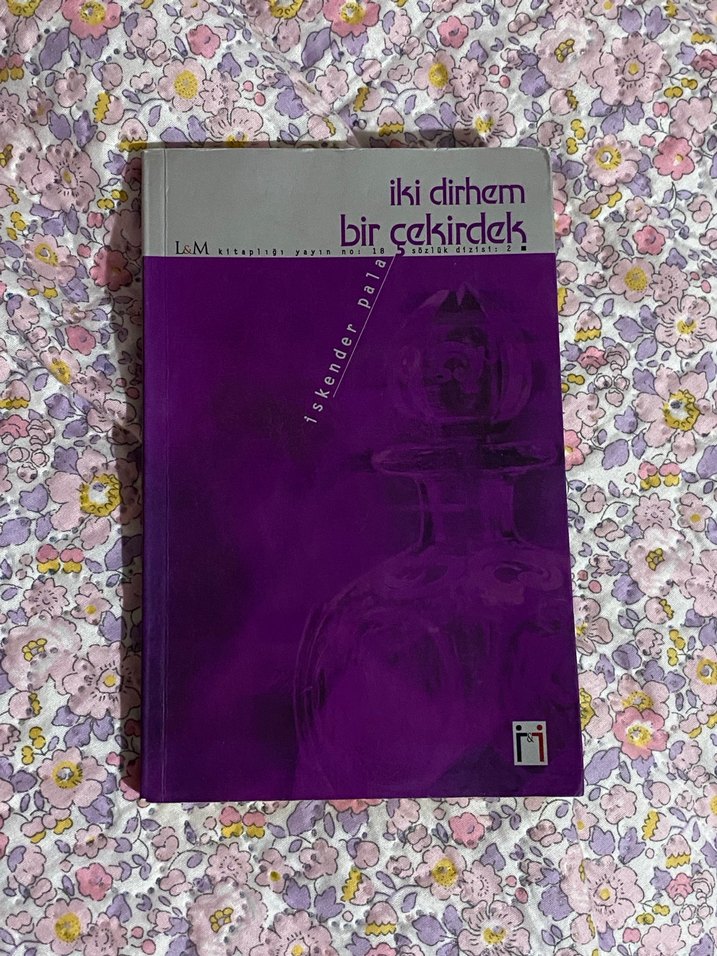 iki dirhem
bir çekirdek
L&M kitaplığı yayın no: 18 sözlük dizisi: 2
iskender pala